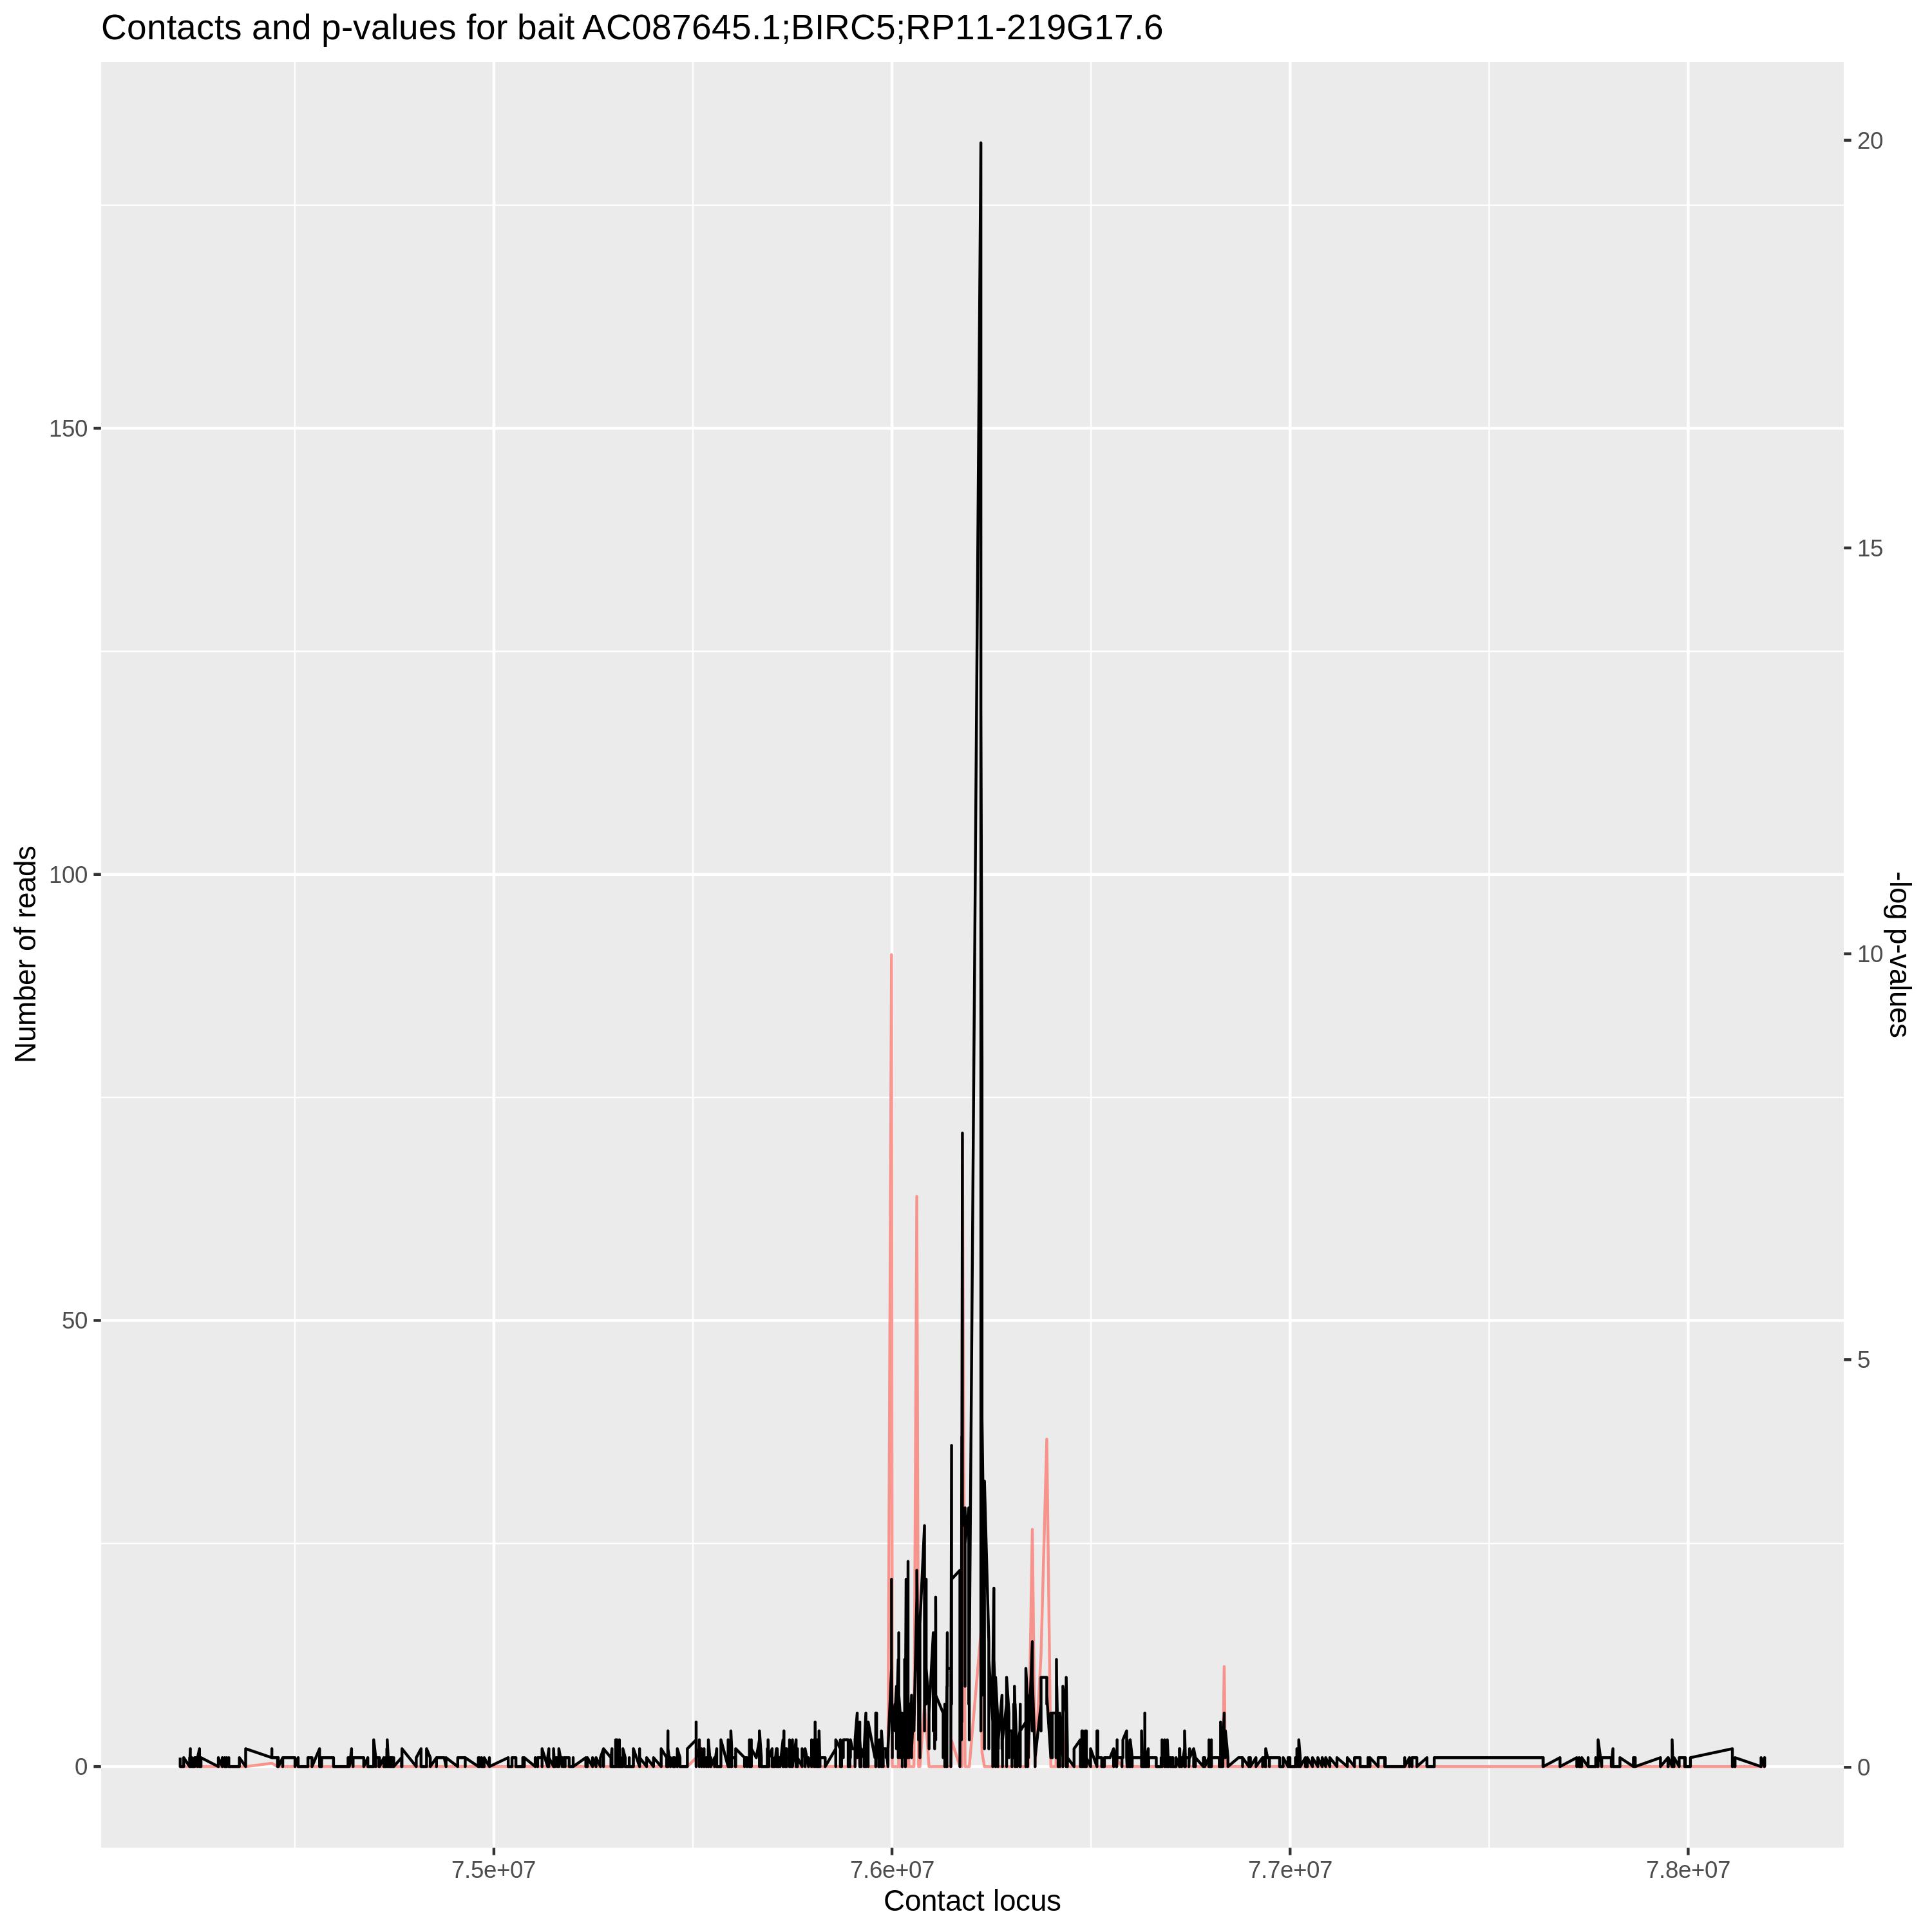 Contacts and p-values for bait AC087645.1;BIRC5;RP11-219G17.6
20
150
15
100
10
Number of reads
-log p-values
50
5
0
0
7.5e+07
7.6e+07
7.7e+07
7.8e+07
Contact locus